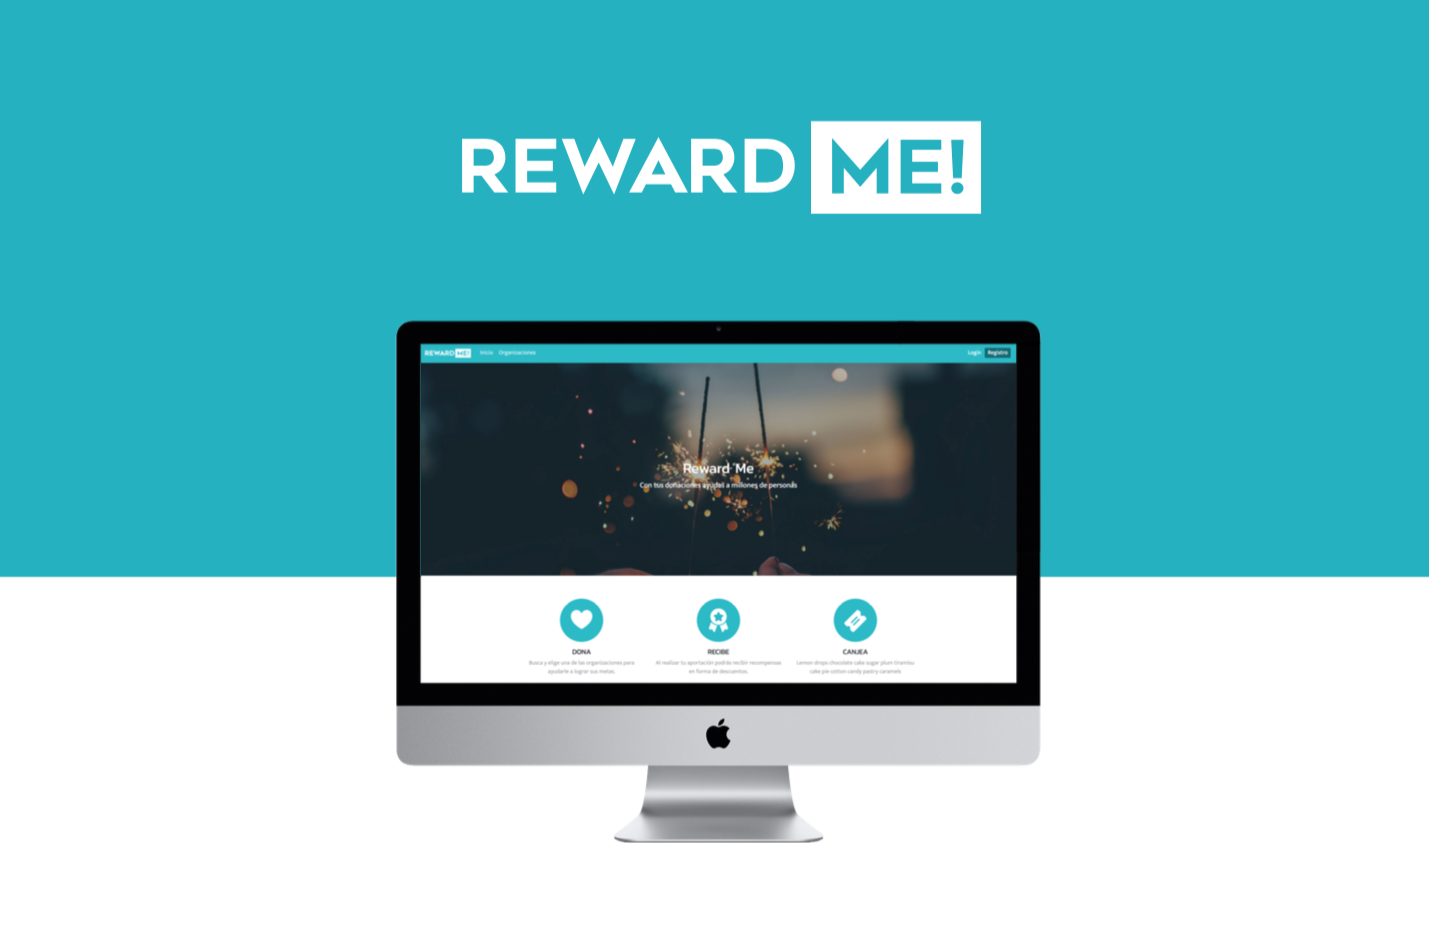 REWARD ME!
REWARD ME! Inicio Organizaciones Login Registro
Reward Me
Con tus donaciones ayudas a millones de personas
DONA
Busca y elige una de las organizaciones para
ayudarle a lograr sus metas.
RECIBE
Al realizar tu aportación podrás recibir recompensas
en forma de descuentos.
CANJEA
Lemon drops chocolate cake sugar plum tiramisu
cake pie cotton candy pastry caramels